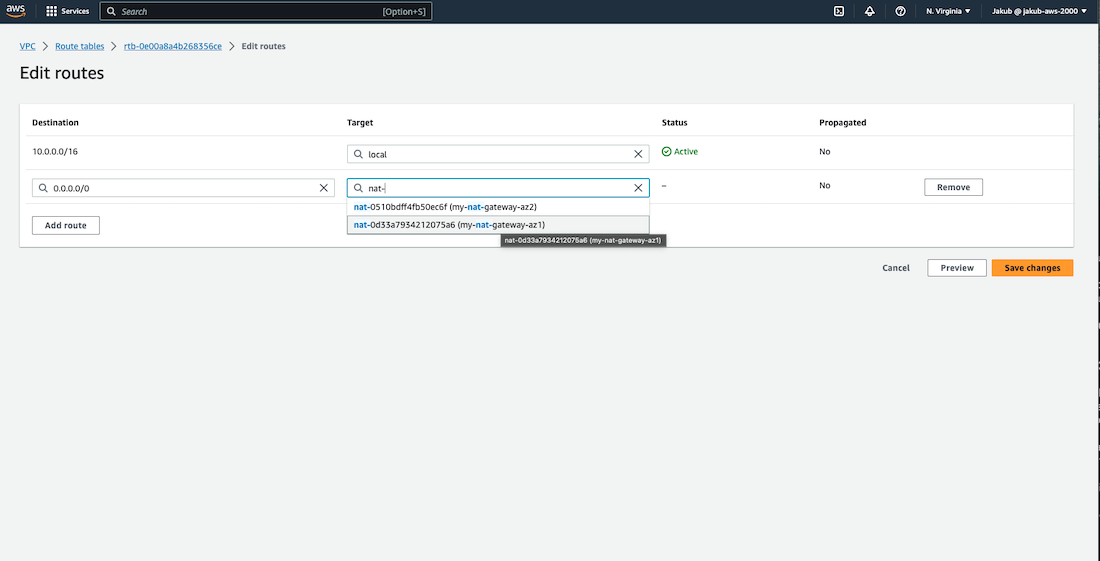 aws Services Search [Option+S] N. Virginia Jakub @ jakub-aws-2000
VPC Route tables rtb-0e00a8a4b268356ce Edit routes
Edit routes
Destination Target Status Propagated
10.0.0.0/16 local Active No
0.0.0.0/0 nat- – No Remove
nat-0510bdff4fb50ec6f (my-nat-gateway-az2)
nat-0d33a7934212075a6 (my-nat-gateway-az1)
Add route
nat-0d33a7934212075a6 (my-nat-gateway-az1)
Cancel Preview Save changes